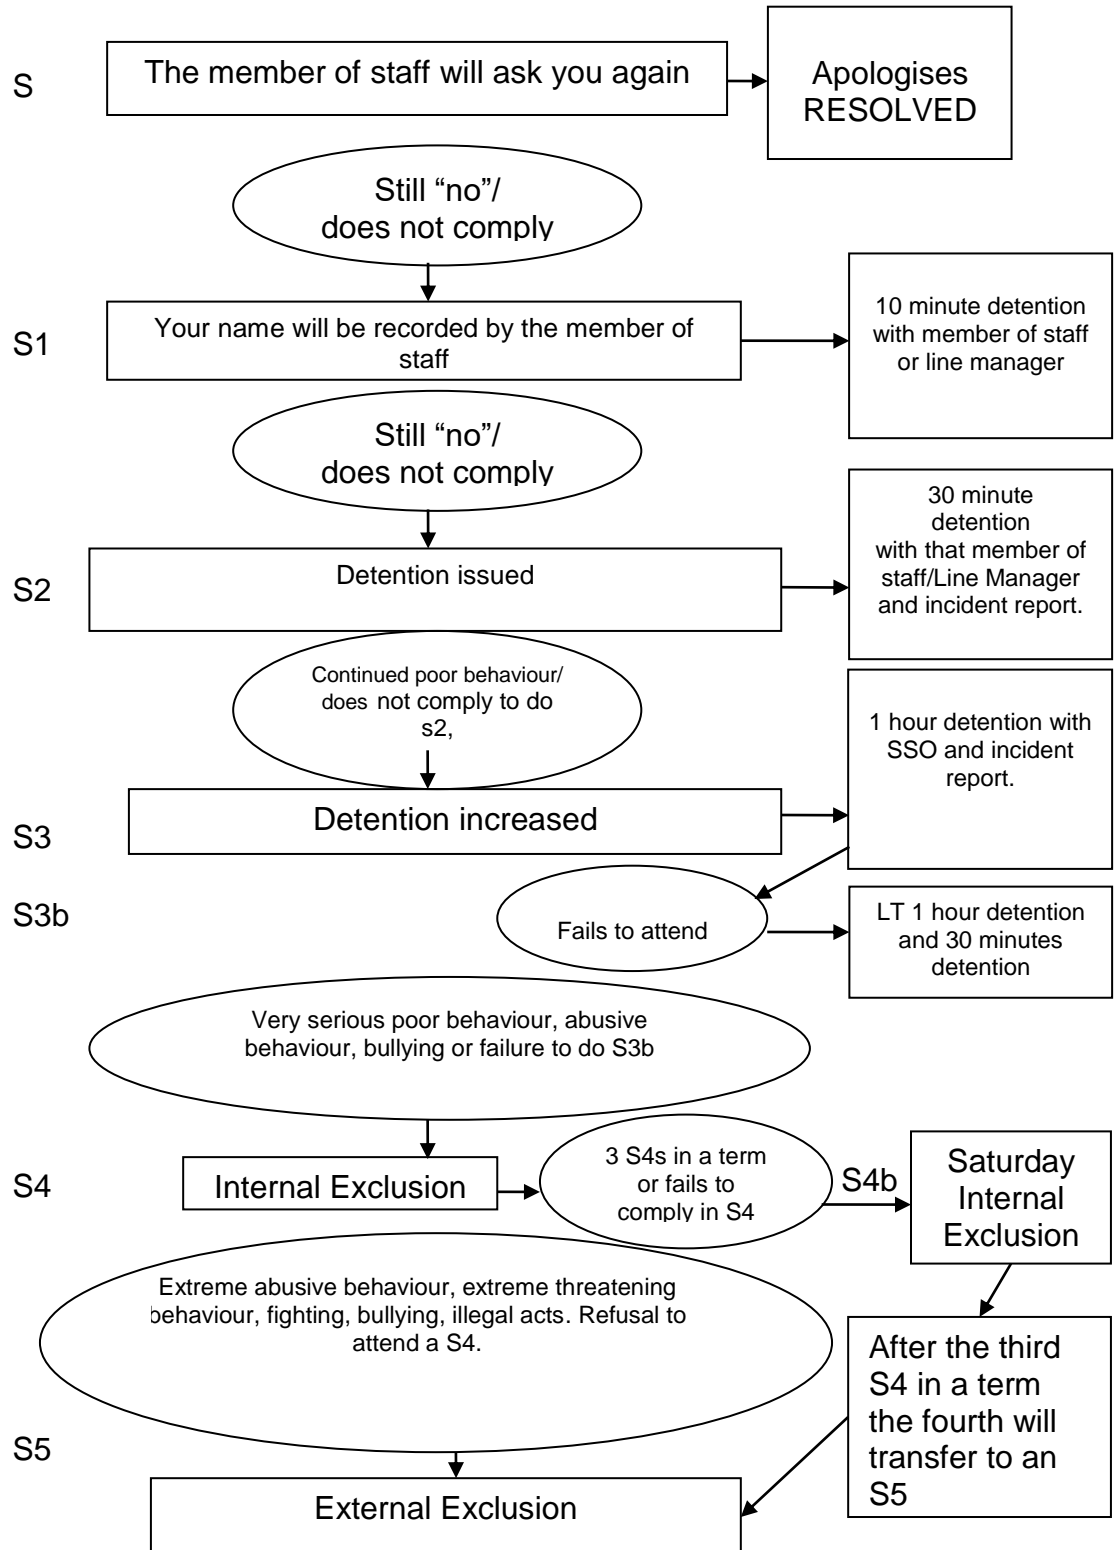 S
The member of staff will ask you again
Apologises
RESOLVED
Still “no”/
does not comply
S1
Your name will be recorded by the member of
staff
10 minute detention
with member of staff
or line manager
Still “no”/
does not comply
S2
Detention issued
30 minute
detention
with that member of
staff/Line Manager
and incident report.
Continued poor behaviour/
does not comply to do
s2,
1 hour detention with
SSO and incident
report.
S3
Detention increased
S3b
Fails to attend
LT 1 hour detention
and 30 minutes
detention
Very serious poor behaviour, abusive
behaviour, bullying or failure to do S3b
S4
Internal Exclusion
3 S4s in a term
or fails to
comply in S4
S4b
Saturday
Internal
Exclusion
Extreme abusive behaviour, extreme threatening
behaviour, fighting, bullying, illegal acts. Refusal to
attend a S4.
After the third
S4 in a term
the fourth will
transfer to an
S5
S5
External Exclusion